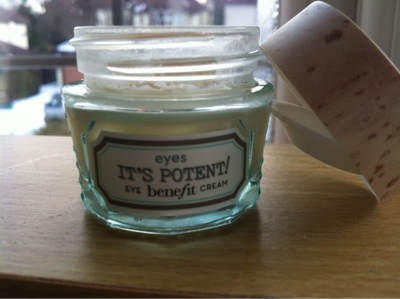 eyes
IT'S POTENT!
EYE benefit CREAM